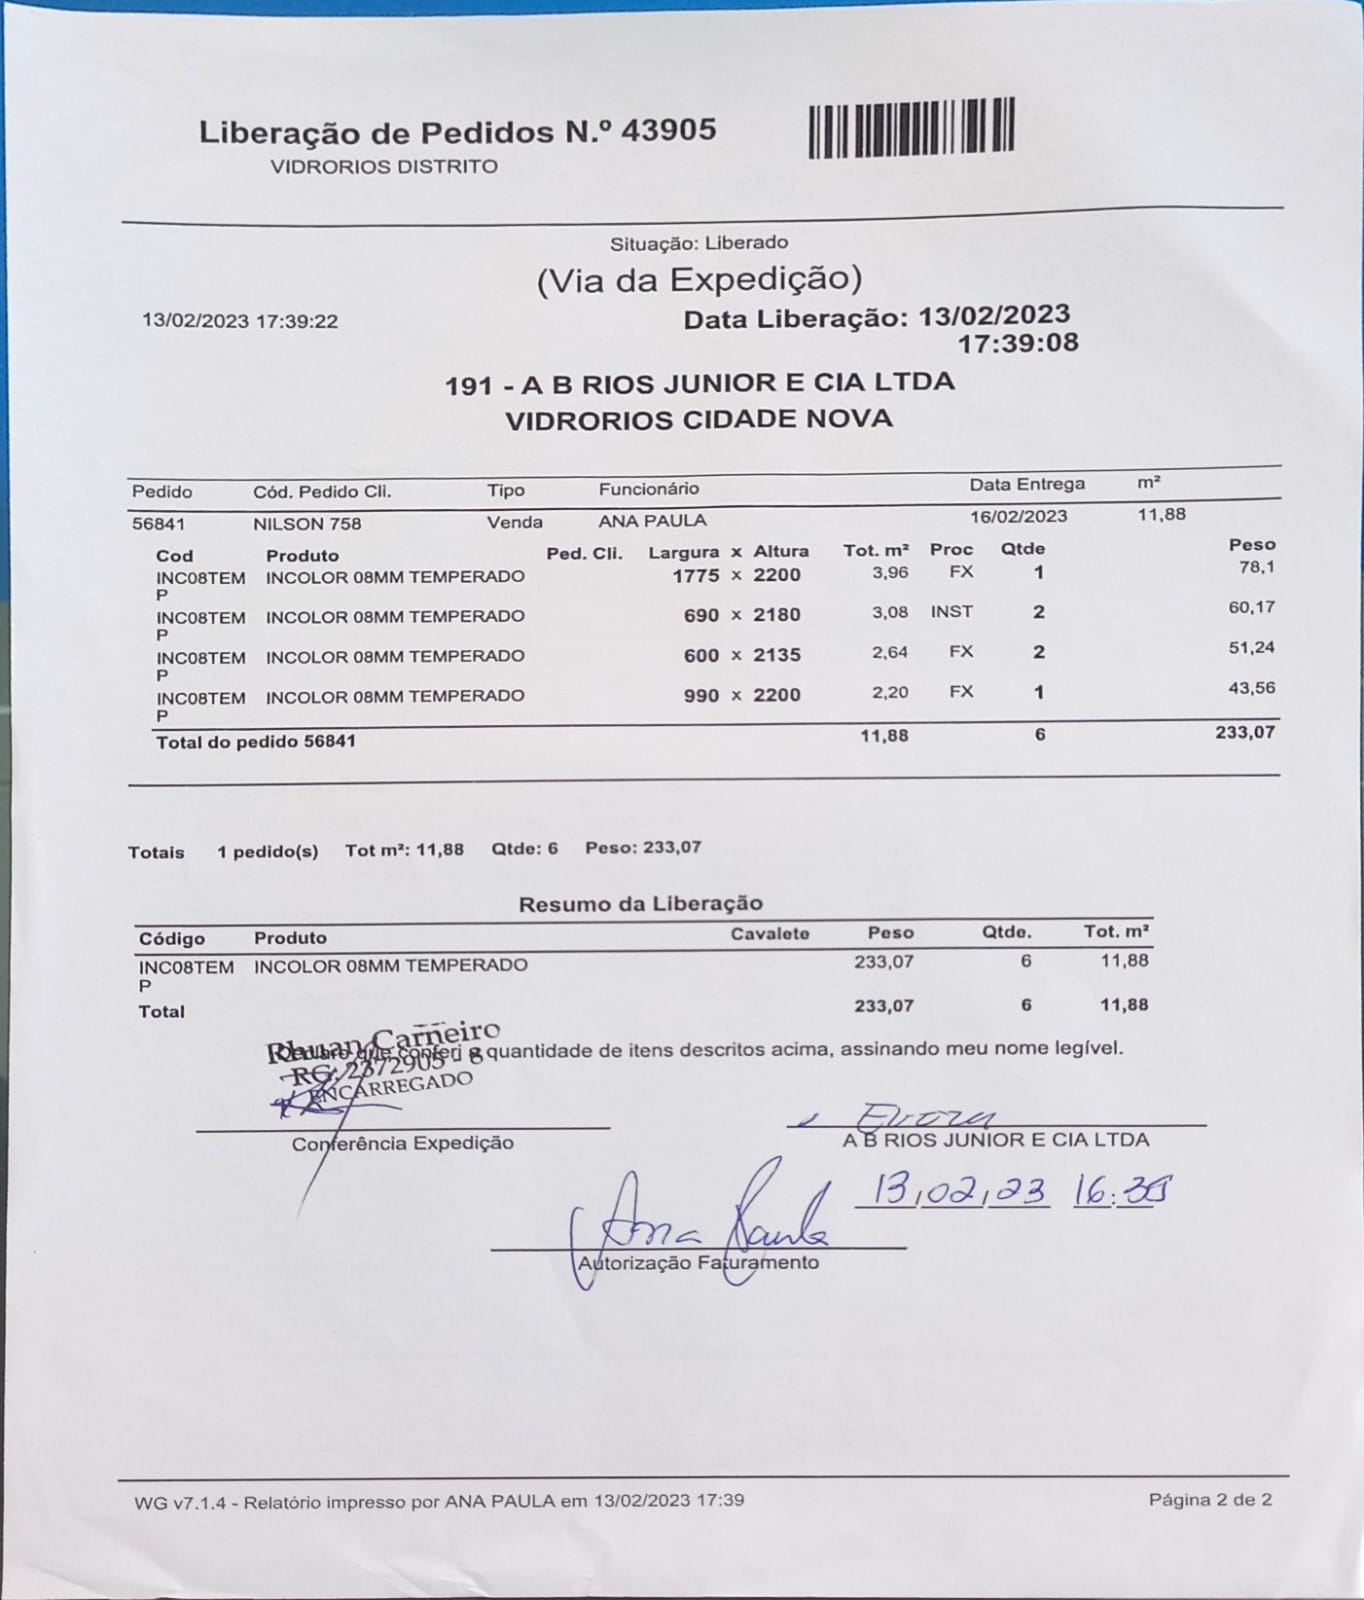 Liberação de Pedidos N.º 43905
VIDRORIOS DISTRITO
Situação: Liberado
(Via da Expedição)
13/02/2023 17:39:22
Data Liberação: 13/02/2023
17:39:08
191 - A B RIOS JUNIOR E CIA LTDA
VIDRORIOS CIDADE NOVA
Pedido Cód. Pedido Cli. Tipo Funcionário Data Entrega m²
56841 NILSON 758 Venda ANA PAULA 16/02/2023 11,88
Cod Produto Ped. Cli. Largura x Altura Tot. m² Proc Qtde Peso
INC08TEM INCOLOR 08MM TEMPERADO 1775 x 2200 3,96 FX 1 78,1
P
INC08TEM INCOLOR 08MM TEMPERADO 690 x 2180 3,08 INST 2 60,17
P
INC08TEM INCOLOR 08MM TEMPERADO 600 x 2135 2,64 FX 2 51,24
P
INC08TEM INCOLOR 08MM TEMPERADO 990 x 2200 2,20 FX 1 43,56
P
Total do pedido 56841 11,88 6 233,07
Totais 1 pedido(s) Tot m²: 11,88 Qtde: 6 Peso: 233,07
Resumo da Liberação
Código Produto Cavalete Peso Qtde. Tot. m²
INC08TEM INCOLOR 08MM TEMPERADO 233,07 6 11,88
P
Total 233,07 6 11,88
Rhuan Carneiro
Declaro que conferi a quantidade de itens descritos acima, assinando meu nome legível.
RG: 2372905 - 8
ENCARREGADO
Conferência Expedição
A B RIOS JUNIOR E CIA LTDA
13/02/23 16:
Ana Paula
Autorização Faturamento
WG v7.1.4 - Relatório impresso por ANA PAULA em 13/02/2023 17:39
Página 2 de 2